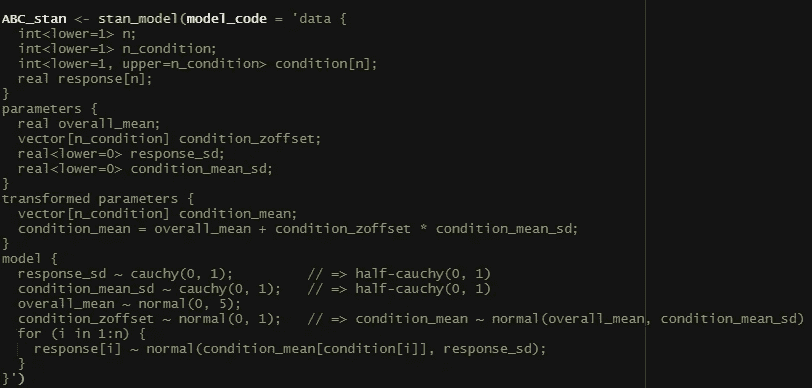 ABC_stan <- stan_model(model_code = 'data {
  int<lower=1> n;
  int<lower=1> n_condition;
  int<lower=1, upper=n_condition> condition[n];
  real response[n];
}
parameters {
  real overall_mean;
  vector[n_condition] condition_zoffset;
  real<lower=0> response_sd;
  real<lower=0> condition_mean_sd;
}
transformed parameters {
  vector[n_condition] condition_mean;
  condition_mean = overall_mean + condition_zoffset * condition_mean_sd;
}
model {
  response_sd ~ cauchy(0, 1);         // => half-cauchy(0, 1)
  condition_mean_sd ~ cauchy(0, 1);   // => half-cauchy(0, 1)
  overall_mean ~ normal(0, 5);
  condition_zoffset ~ normal(0, 1);   // => condition_mean ~ normal(overall_mean, condition_mean_sd)
  for (i in 1:n) {
    response[i] ~ normal(condition_mean[condition[i]], response_sd);
  }
}')